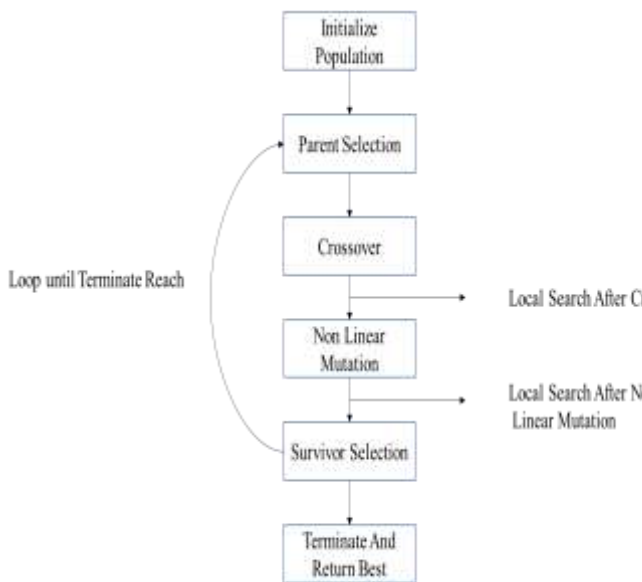 Initialize
Population
Parent Selection
Crossover
Loop until Terminate Reach
Local Search After C
Non Linear
Mutation
Local Search After N
Linear Mutation
Survivor Selection
Terminate And
Return Best